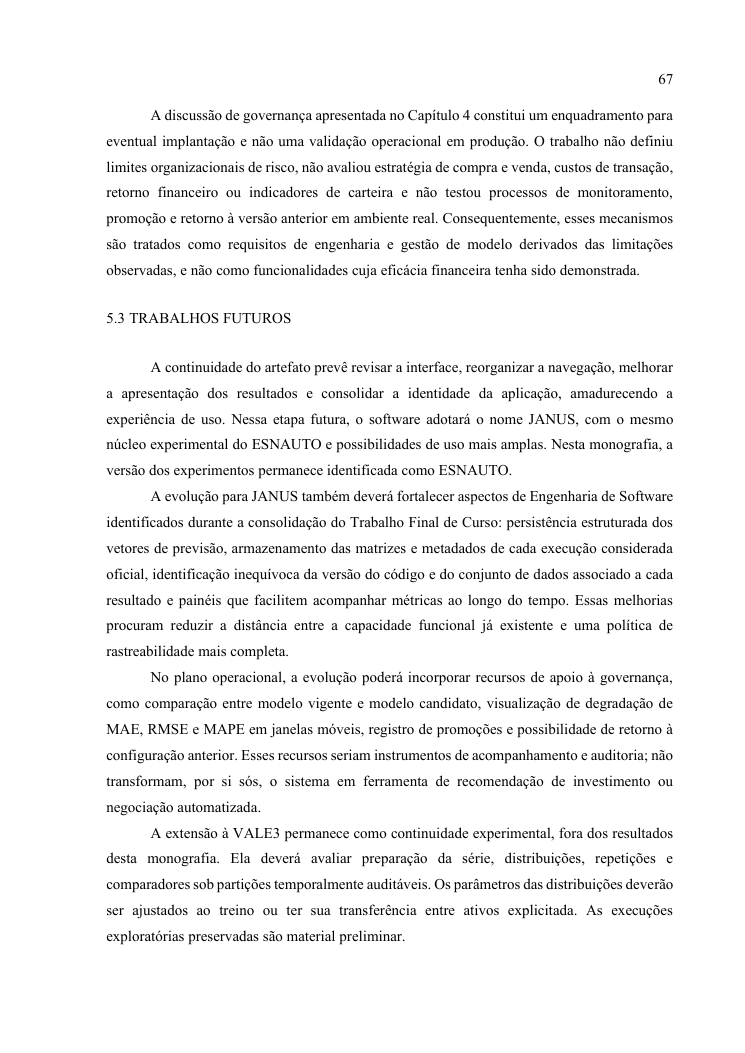 67
A discussão de governança apresentada no Capítulo 4 constitui um enquadramento para
eventual implantação e não uma validação operacional em produção. O trabalho não definiu
limites organizacionais de risco, não avaliou estratégia de compra e venda, custos de transação,
retorno financeiro ou indicadores de carteira e não testou processos de monitoramento,
promoção e retorno à versão anterior em ambiente real. Consequentemente, esses mecanismos
são tratados como requisitos de engenharia e gestão de modelo derivados das limitações
observadas, e não como funcionalidades cuja eficácia financeira tenha sido demonstrada.
5.3 TRABALHOS FUTUROS
A continuidade do artefato prevê revisar a interface, reorganizar a navegação, melhorar
a apresentação dos resultados e consolidar a identidade da aplicação, amadurecendo a
experiência de uso. Nessa etapa futura, o software adotará o nome JANUS, com o mesmo
núcleo experimental do ESNAUTO e possibilidades de uso mais amplas. Nesta monografia, a
versão dos experimentos permanece identificada como ESNAUTO.
A evolução para JANUS também deverá fortalecer aspectos de Engenharia de Software
identificados durante a consolidação do Trabalho Final de Curso: persistência estruturada dos
vetores de previsão, armazenamento das matrizes e metadados de cada execução considerada
oficial, identificação inequívoca da versão do código e do conjunto de dados associado a cada
resultado e painéis que facilitem acompanhar métricas ao longo do tempo. Essas melhorias
procuram reduzir a distância entre a capacidade funcional já existente e uma política de
rastreabilidade mais completa.
No plano operacional, a evolução poderá incorporar recursos de apoio à governança,
como comparação entre modelo vigente e modelo candidato, visualização de degradação de
MAE, RMSE e MAPE em janelas móveis, registro de promoções e possibilidade de retorno à
configuração anterior. Esses recursos seriam instrumentos de acompanhamento e auditoria; não
transformam, por si sós, o sistema em ferramenta de recomendação de investimento ou
negociação automatizada.
A extensão à VALE3 permanece como continuidade experimental, fora dos resultados
desta monografia. Ela deverá avaliar preparação da série, distribuições, repetições e
comparadores sob partições temporalmente auditáveis. Os parâmetros das distribuições deverão
ser ajustados ao treino ou ter sua transferência entre ativos explicitada. As execuções
exploratórias preservadas são material preliminar.